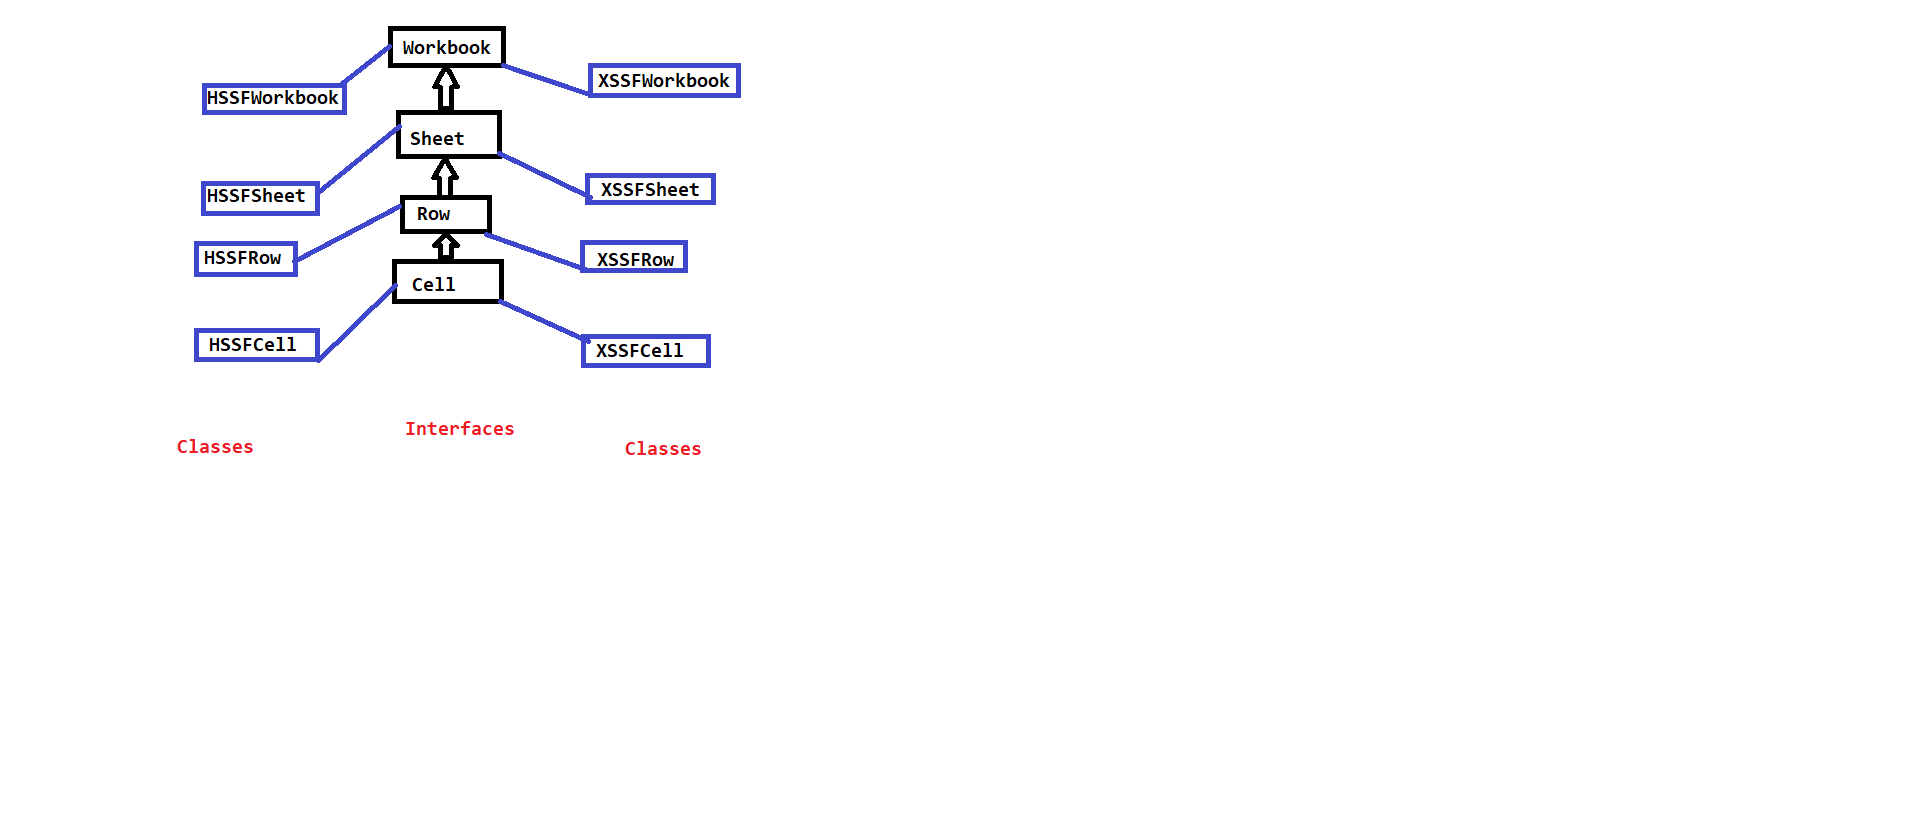 Workbook
HSSFWorkbook
XSSFWorkbook
Sheet
HSSFSheet
XSSFSheet
Row
HSSFRow
XSSFRow
Cell
HSSFCell
XSSFCell
Classes
Interfaces
Classes